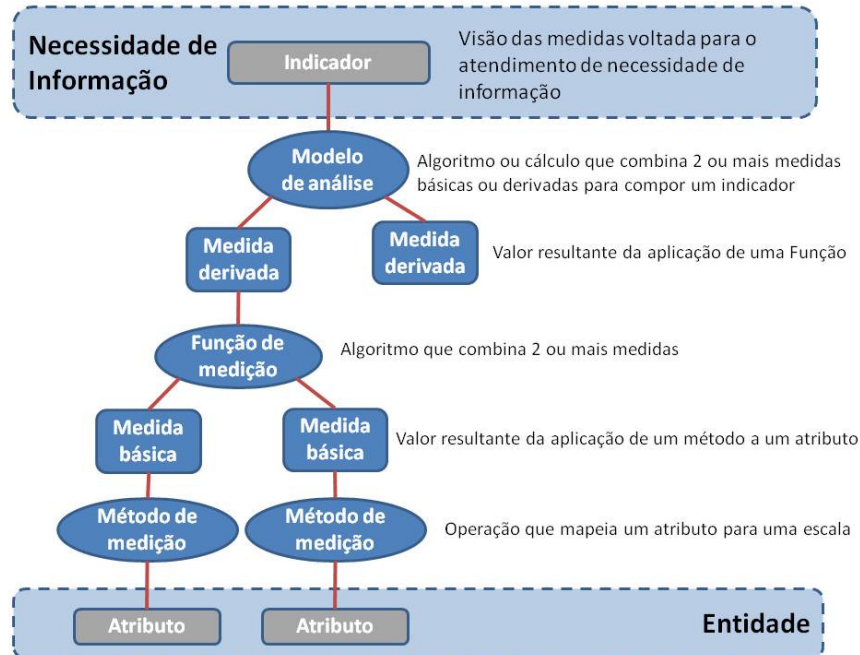 Necessidade de
Informação
Indicador
Visão das medidas voltada para o
atendimento de necessidade de
informação
Modelo
de análise
Algoritmo ou cálculo que combina 2 ou mais medidas
básicas ou derivadas para compor um indicador
Medida
derivada
Medida
derivada
Valor resultante da aplicação de uma Função
Função de
medição
Algoritmo que combina 2 ou mais medidas
Medida
básica
Medida
básica
Valor resultante da aplicação de um método a um atributo
Método de
medição
Método de
medição
Operação que mapeia um atributo para uma escala
Atributo
Atributo
Entidade